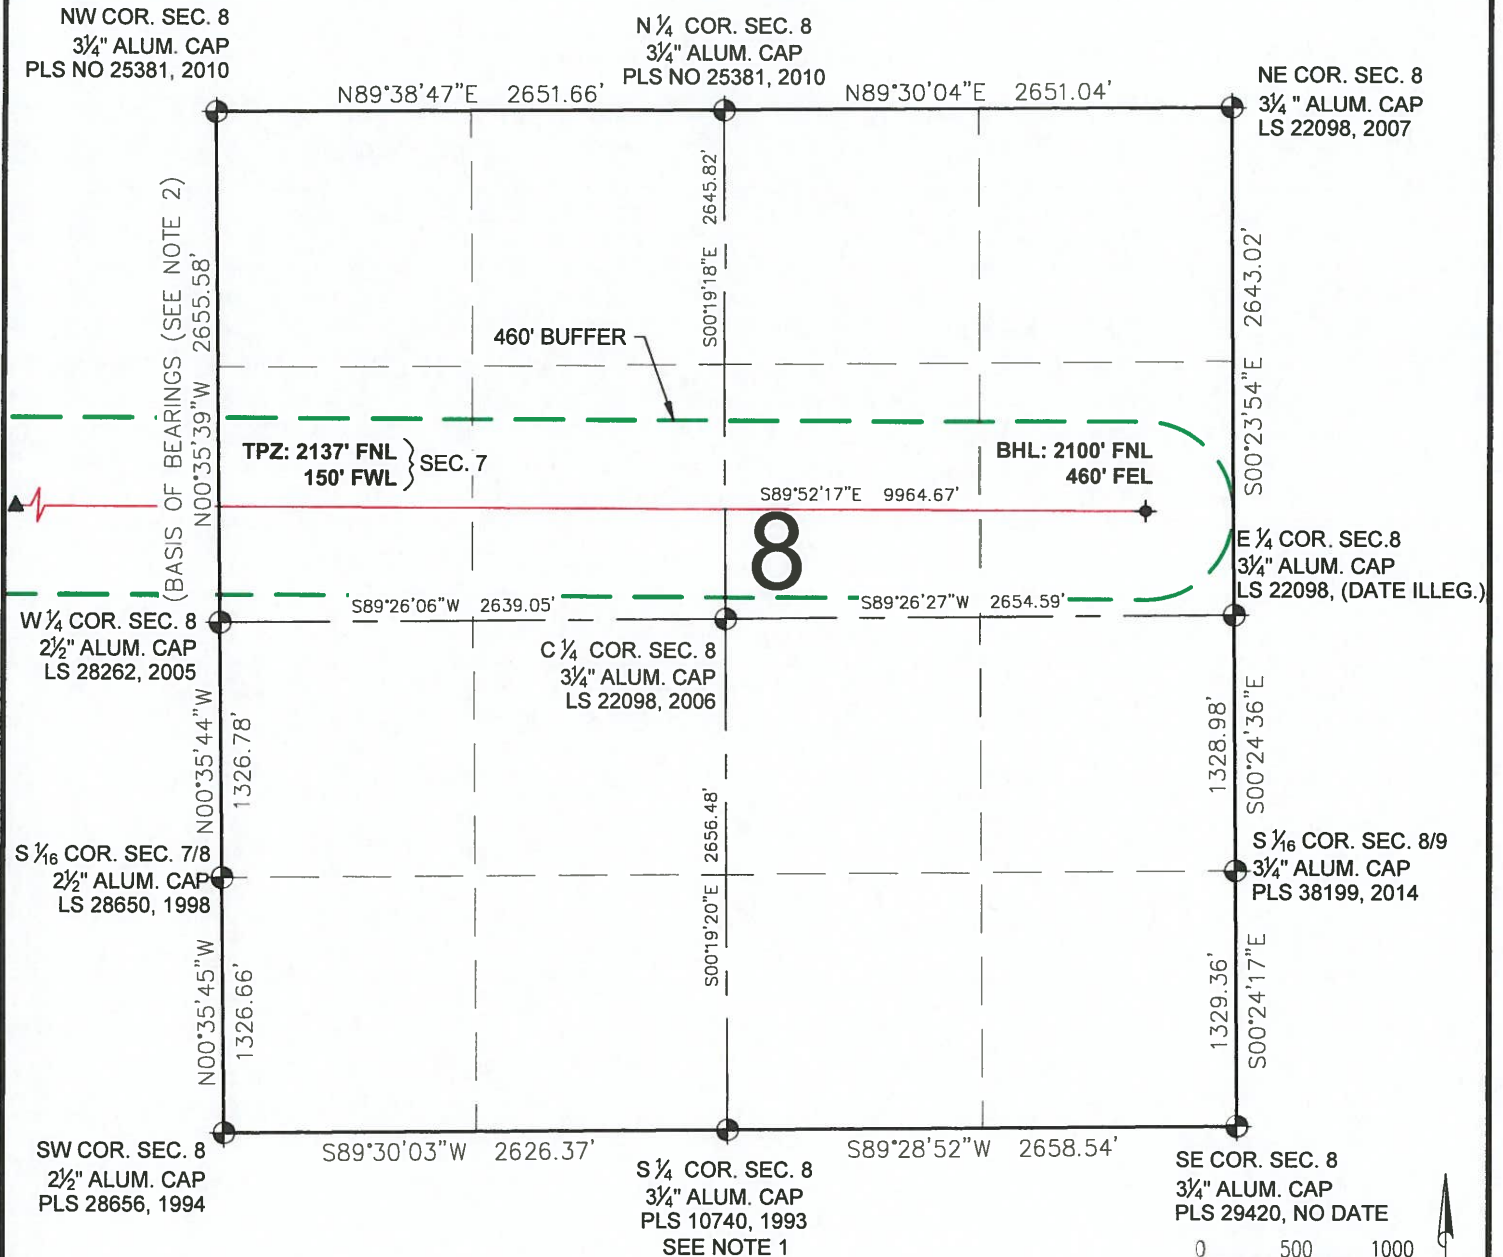 NW COR. SEC. 8
3¼" ALUM. CAP
PLS NO 25381, 2010
N ¼ COR. SEC. 8
3¼" ALUM. CAP
PLS NO 25381, 2010
NE COR. SEC. 8
3¼" ALUM. CAP
LS 22098, 2007
N89°38'47"E 2651.66'
N89°30'04"E 2651.04'
(BASIS OF BEARINGS (SEE NOTE 2)
N00°35'39"W 2655.58'
S00°19'18"E 2645.82'
S00°23'54"E 2643.02'
460' BUFFER
TPZ: 2137' FNL
150' FWL
} SEC. 7
BHL: 2100' FNL
460' FEL
S89°52'17"E 9964.67'
8
E ¼ COR. SEC.8
3¼" ALUM. CAP
LS 22098, (DATE ILLEG.)
S89°26'06"W 2639.05'
S89°26'27"W 2654.59'
W ¼ COR. SEC. 8
2½" ALUM. CAP
LS 28262, 2005
C ¼ COR. SEC. 8
3¼" ALUM. CAP
LS 22098, 2006
N00°35'44"W
1326.78'
S00°19'20"E 2656.48'
1328.98'
S00°24'36"E
S 1/16 COR. SEC. 7/8
2½" ALUM. CAP
LS 28650, 1998
S 1/16 COR. SEC. 8/9
3¼" ALUM. CAP
PLS 38199, 2014
N00°35'45"W
1326.66'
1329.36'
S00°24'17"E
SW COR. SEC. 8
2½" ALUM. CAP
PLS 28656, 1994
S89°30'03"W 2626.37'
S89°28'52"W 2658.54'
S ¼ COR. SEC. 8
3¼" ALUM. CAP
PLS 10740, 1993
SEE NOTE 1
SE COR. SEC. 8
3¼" ALUM. CAP
PLS 29420, NO DATE
0 500 1000